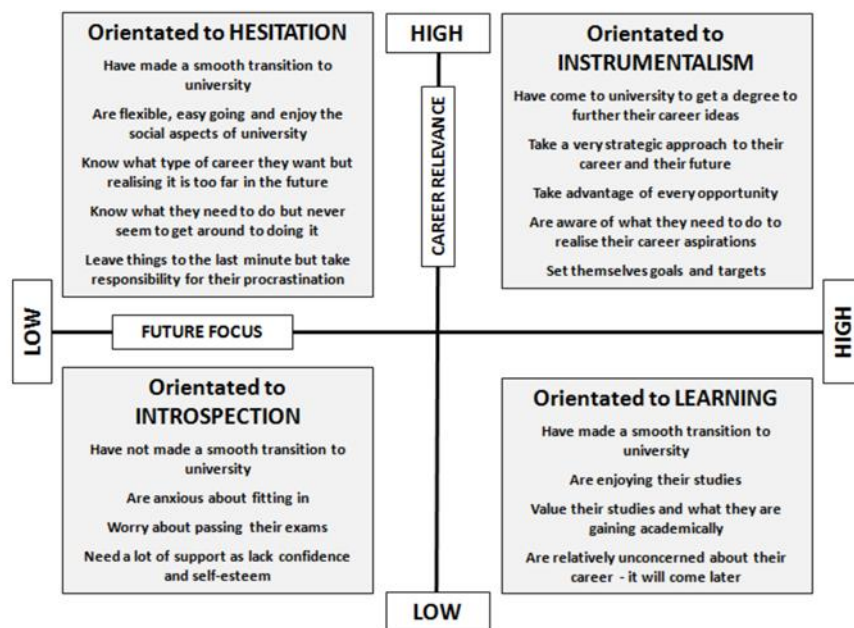 Orientated to HESITATION
Have made a smooth transition to
university
Are flexible, easy going and enjoy the
social aspects of university
Know what type of career they want but
realising it is too far in the future
Know what they need to do but never
seem to get around to doing it
Leave things to the last minute but take
responsibility for their procrastination
HIGH
CAREER RELEVANCE
Orientated to
INSTRUMENTALISM
Have come to university to get a degree to
further their career ideas
Take a very strategic approach to their
career and their future
Take advantage of every opportunity
Are aware of what they need to do to
realise their career aspirations
Set themselves goals and targets
LOW
FUTURE FOCUS
HIGH
Orientated to
INTROSPECTION
Have not made a smooth transition to
university
Are anxious about fitting in
Worry about passing their exams
Need a lot of support as lack confidence
and self-esteem
Orientated to LEARNING
Have made a smooth transition to
university
Are enjoying their studies
Value their studies and what they are
gaining academically
Are relatively unconcerned about their
career - it will come later
LOW